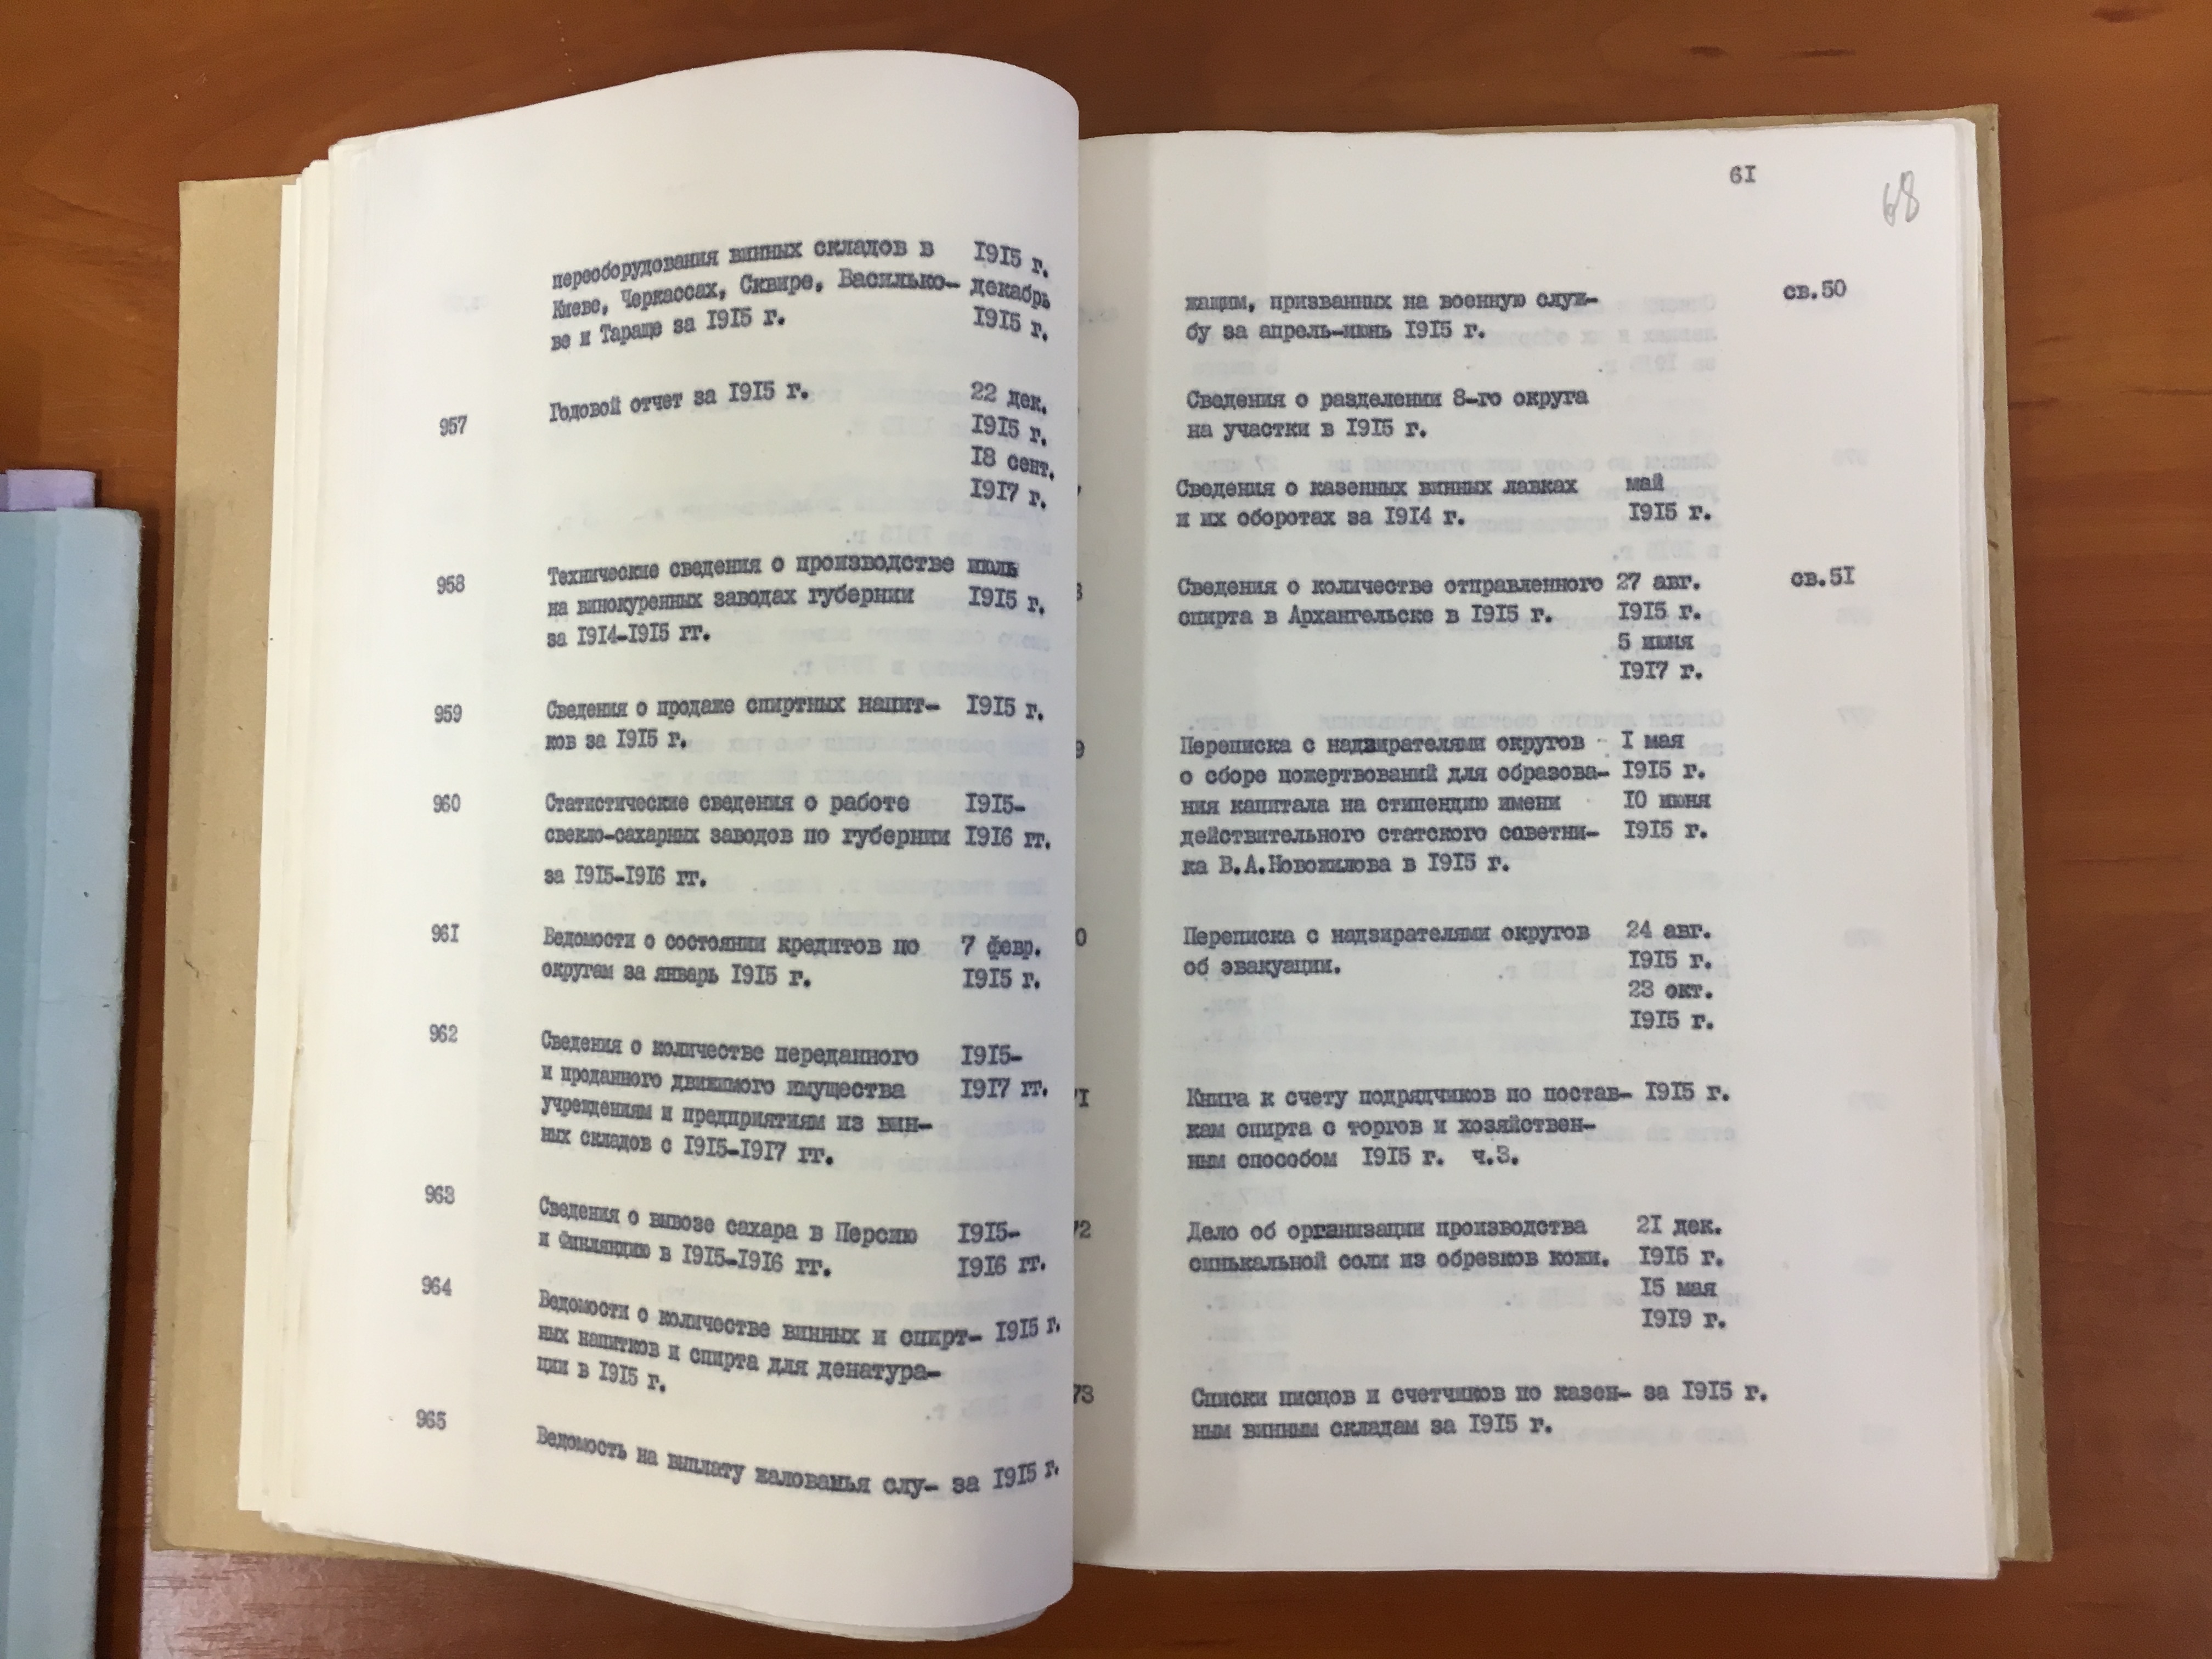 переоборудования винных складов в 1915 г.
Киеве, Черкассах, Сквире, Василько- декабрь
ве и Тараще за 1915 г. 1915 г.
957 Годовой отчет за 1915 г. 22 дек.
1915 г.
18 сент.
1917 г.
958 Технические сведения о производстве июль
на винокуренных заводах губернии 1915 г.
за 1914-1915 гг.
959 Сведения о продаже спиртных напит- 1915 г.
ков за 1915 г.
960 Статистические сведения о работе 1915-
свекло-сахарных заводов по губернии 1916 гг.
за 1915-1916 гг.
961 Ведомости о состоянии кредитов по 7 февр.
округам за январь 1915 г. 1915 г.
962 Сведения о количестве переданного 1915-
и проданного движимого имущества 1917 гг.
учреждениям и предприятиям из вин-
ных складов с 1915-1917 гг.
963 Сведения о вывозе сахара в Персию 1915-
и Финляндию в 1915-1916 гг. 1916 гг.
964 Ведомости о количестве винных и спирт- 1915 г.
ных напитков и спирта для денатура-
ции в 1915 г.
965 Ведомость на выплату жалованья слу- за 1915 г.
61
68
жащим, призванных на военную служ- св.50
бу за апрель-июнь 1915 г.
Сведения о разделении 8-го округа
на участки в 1915 г.
Сведения о казенных винных лавках май
и их оборотах за 1914 г. 1915 г.
Сведения о количестве отправленного 27 авг. св.51
спирта в Архангельске в 1915 г. 1915 г.
5 июня
1917 г.
Переписка с надзирателями округов 1 мая
о сборе пожертвований для образова- 1915 г.
ния капитала на стипендию имени 10 июня
действительного статского советни- 1915 г.
ка В.А.Новожилова в 1915 г.
0 Переписка с надзирателями округов 24 авг.
об эвакуации. 1915 г.
23 окт.
1915 г.
71 Книга к счету подрядчиков по постав- 1915 г.
кам спирта с торгов и хозяйствен-
ным способом 1915 г. ч.3.
72 Дело об организации производства 21 дек.
синькальной соли из обрезков кожи. 1915 г.
15 мая
1919 г.
73 Списки писцов и счетчиков по казен- за 1915 г.
ным винным складам за 1915 г.